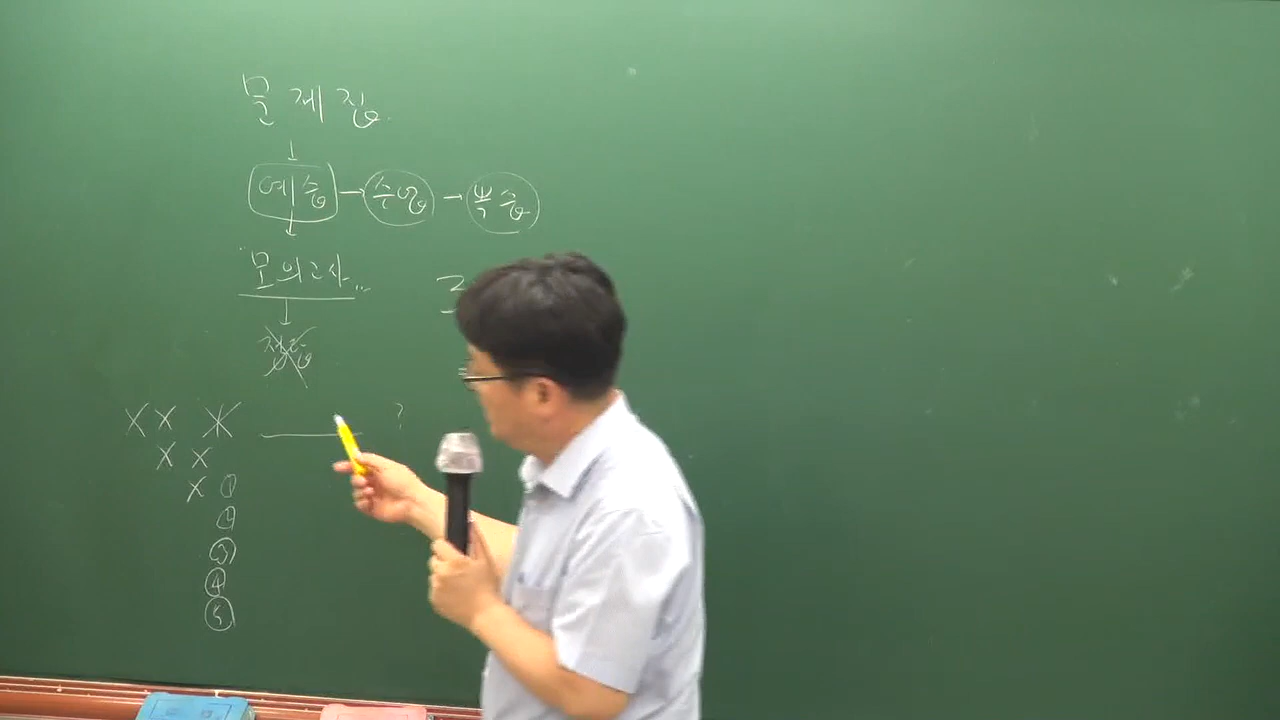 문제집
↓
예습 → 수업 → 복습
↓
모의고사...
↓
X X X ?
X X
X ①
②
③
④
⑤